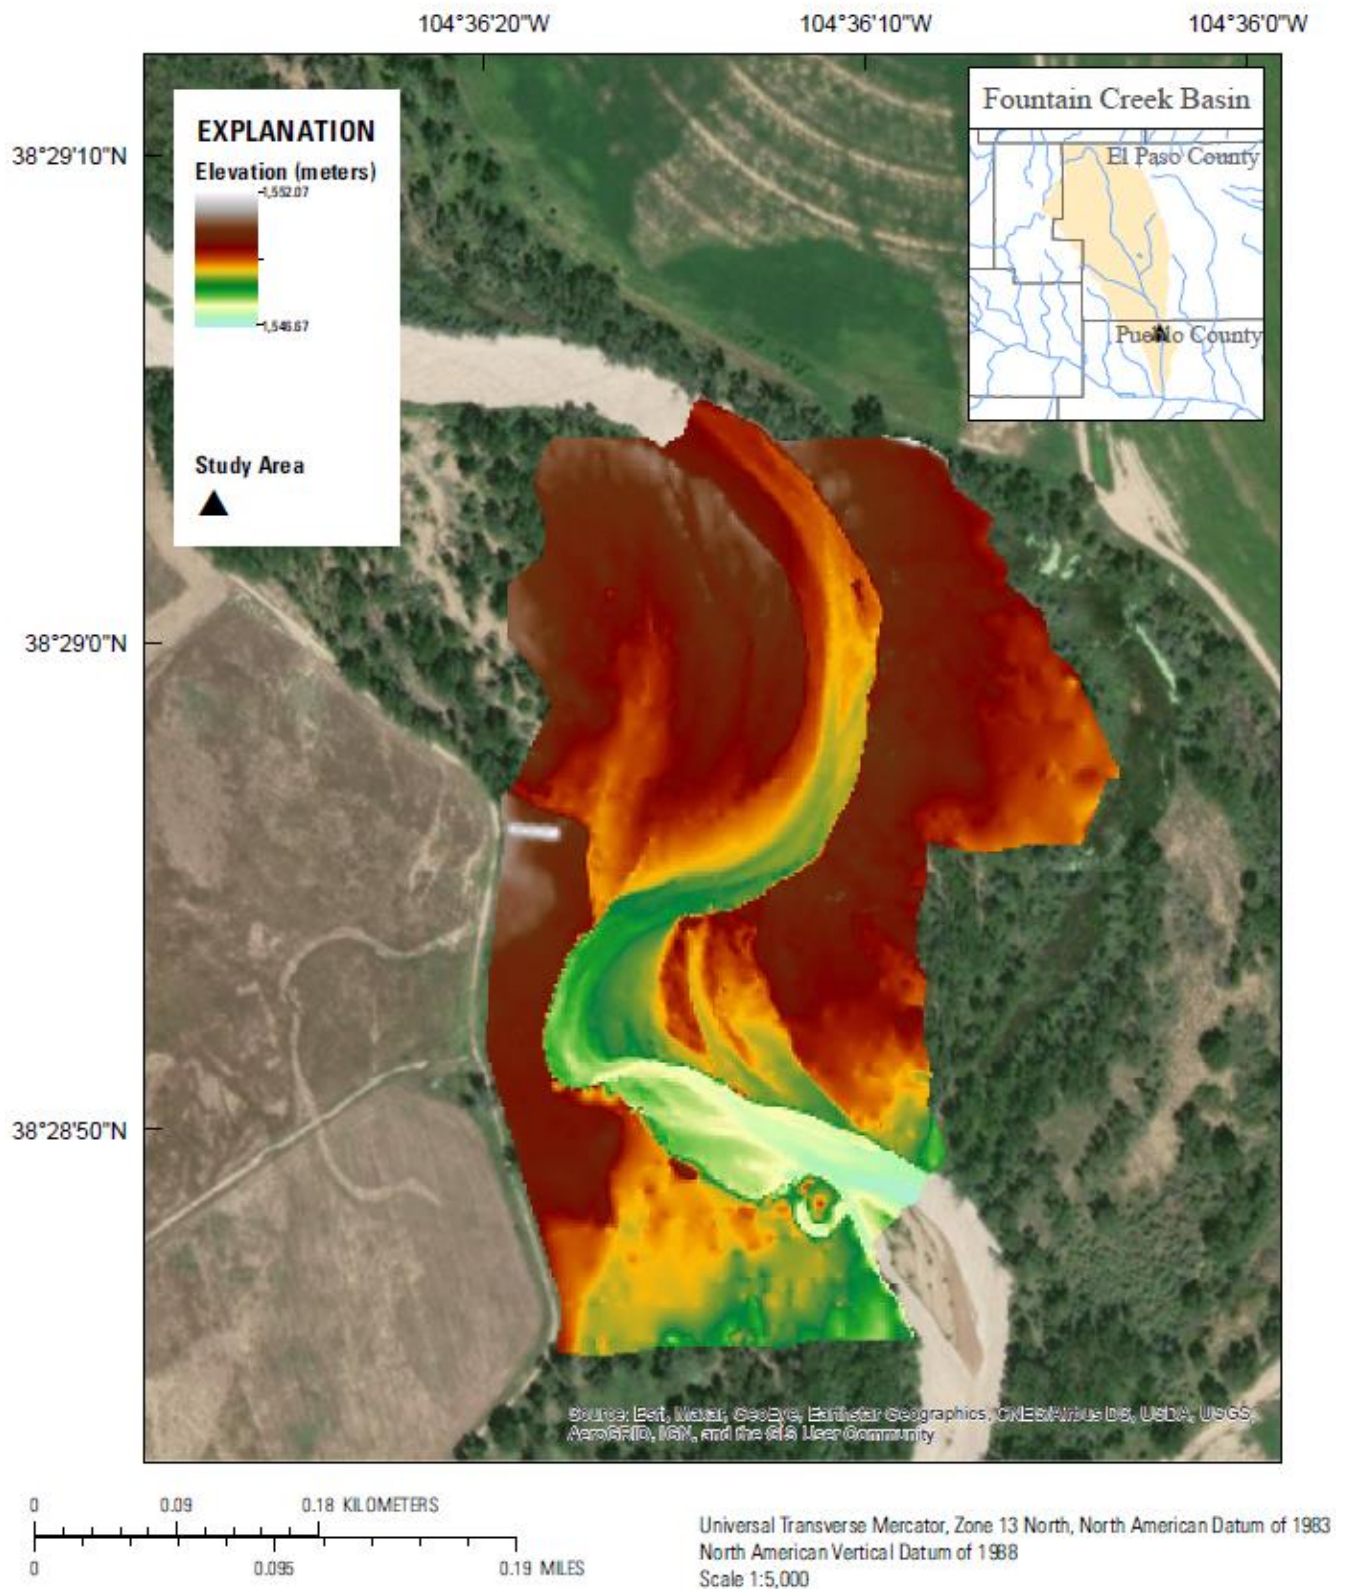 104°36'20"W 104°36'10"W 104°36'0"W
EXPLANATION
Elevation (meters)
1,552.07
1,546.67
Study Area
Fountain Creek Basin
El Paso County
Pueblo County
38°29'10"N
38°29'0"N
38°28'50"N
Source: Esri, Maxar, GeoEye, Earthstar Geographics, CNES/Airbus DS, USDA, USGS,
AeroGRID, IGN, and the GIS User Community
0 0.09 0.18 KILOMETERS
0 0.095 0.19 MILES
Universal Transverse Mercator, Zone 13 North, North American Datum of 1983
North American Vertical Datum of 1988
Scale 1:5,000